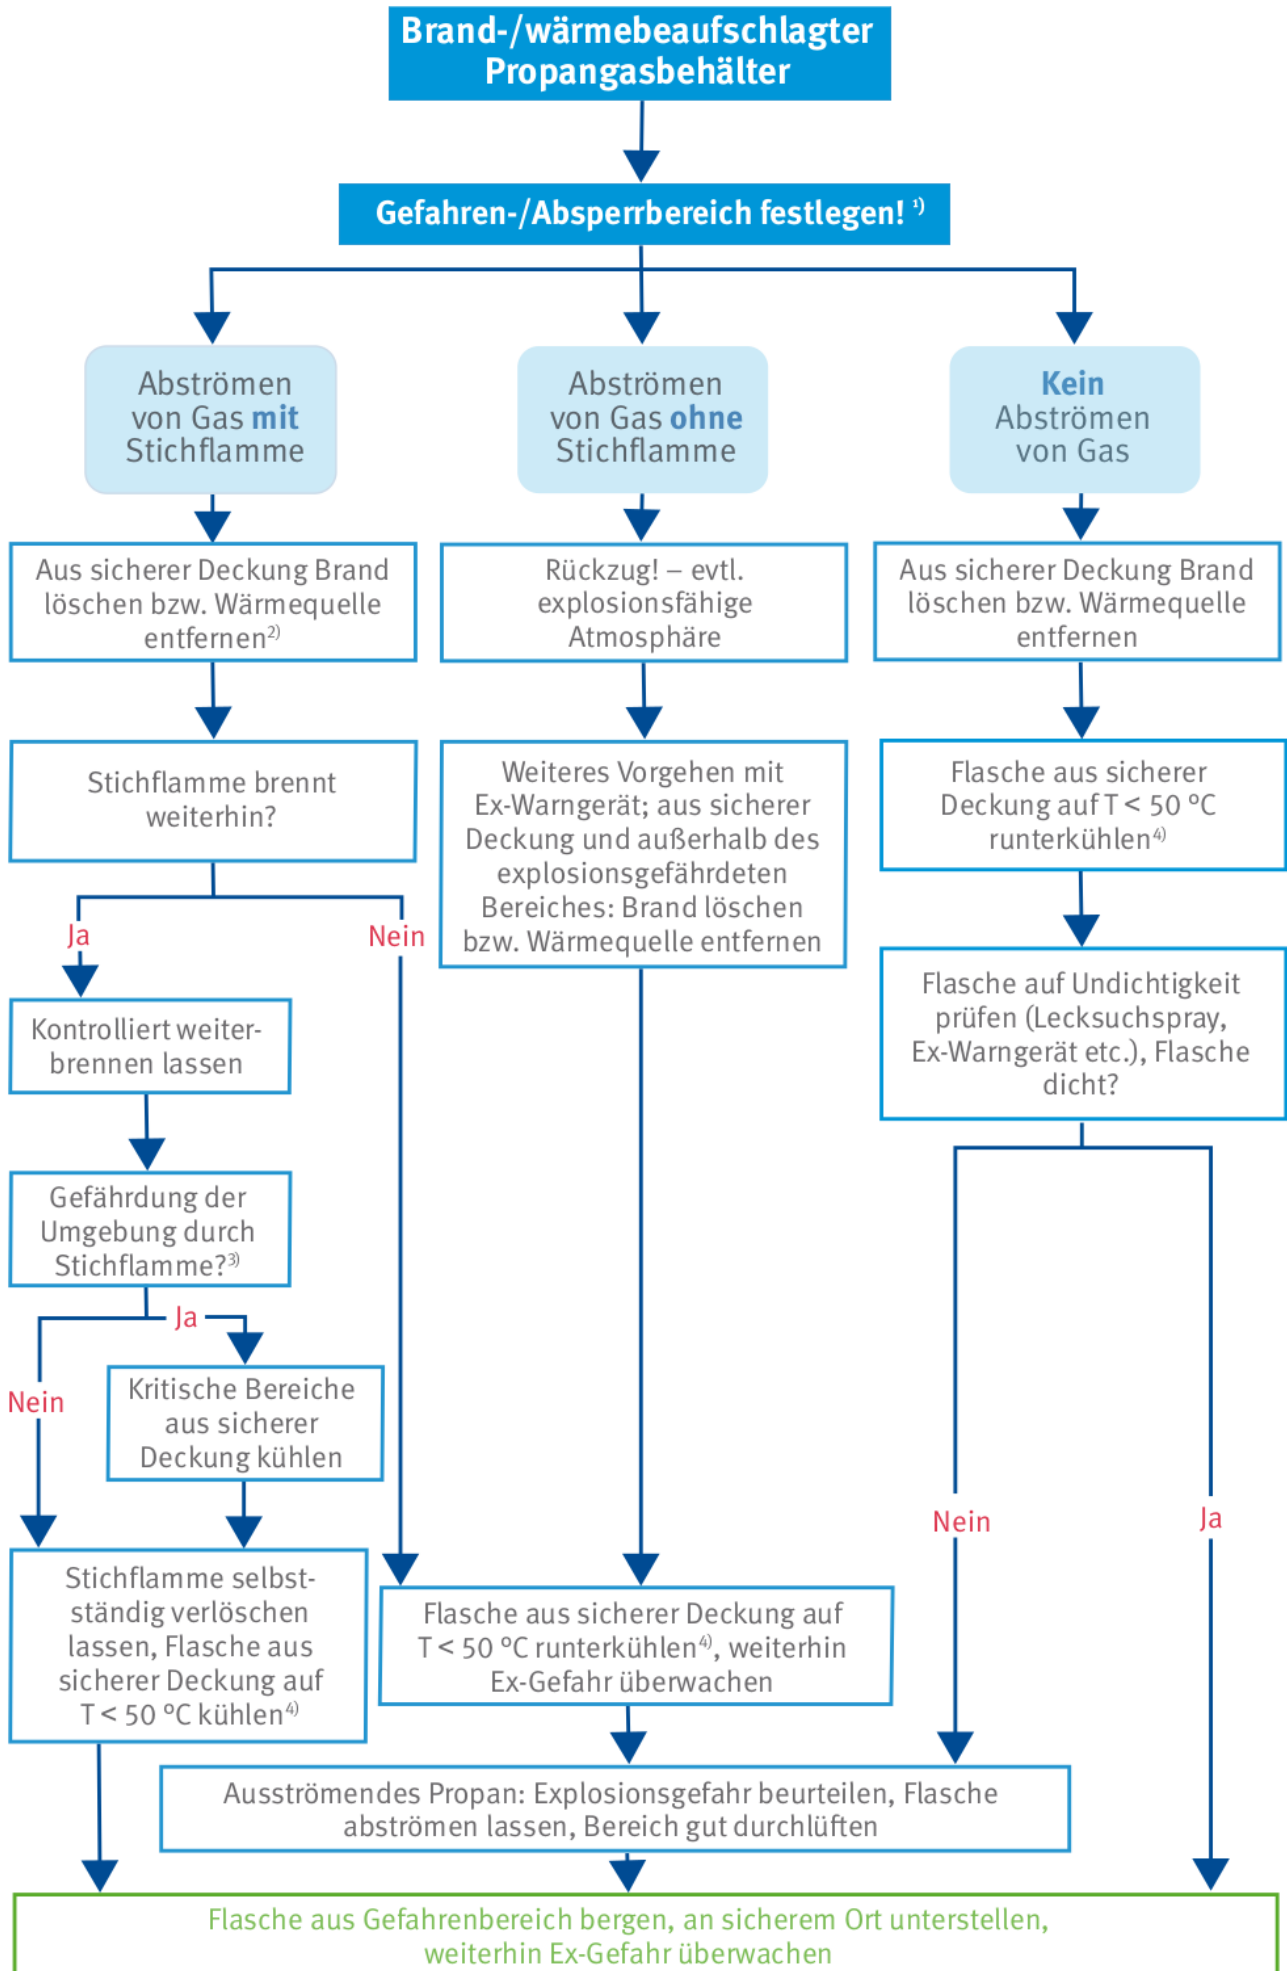 Brand-/wärmebeaufschlagter
Propangasbehälter
Gefahren-/Absperrbereich festlegen! ¹⁾
Abströmen
von Gas mit
Stichflamme
Abströmen
von Gas ohne
Stichflamme
Kein
Abströmen
von Gas
Aus sicherer Deckung Brand
löschen bzw. Wärmequelle
entfernen²⁾
Rückzug! – evtl.
explosionsfähige
Atmosphäre
Aus sicherer Deckung Brand
löschen bzw. Wärmequelle
entfernen
Stichflamme brennt
weiterhin?
Weiteres Vorgehen mit
Ex-Warngerät; aus sicherer
Deckung und außerhalb des
explosionsgefährdeten
Bereiches: Brand löschen
bzw. Wärmequelle entfernen
Flasche aus sicherer
Deckung auf T < 50 °C
runterkühlen⁴⁾
Ja
Nein
Kontrolliert weiter-
brennen lassen
Flasche auf Undichtigkeit
prüfen (Lecksuchspray,
Ex-Warngerät etc.), Flasche
dicht?
Gefährdung der
Umgebung durch
Stichflamme?³⁾
Ja
Nein
Kritische Bereiche
aus sicherer
Deckung kühlen
Nein
Ja
Stichflamme selbst-
ständig verlöschen
lassen, Flasche aus
sicherer Deckung auf
T < 50 °C kühlen⁴⁾
Flasche aus sicherer Deckung auf
T < 50 °C runterkühlen⁴⁾, weiterhin
Ex-Gefahr überwachen
Ausströmendes Propan: Explosionsgefahr beurteilen, Flasche
abströmen lassen, Bereich gut durchlüften
Flasche aus Gefahrenbereich bergen, an sicherem Ort unterstellen,
weiterhin Ex-Gefahr überwachen